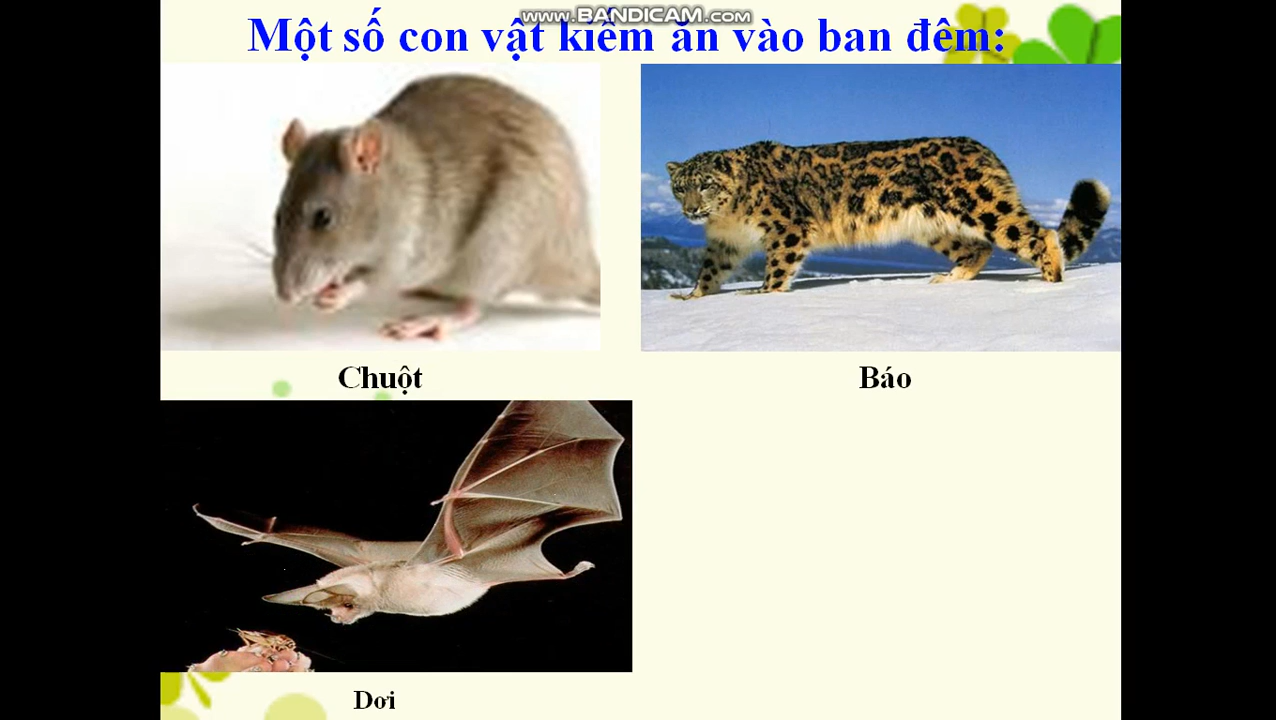 www.BANDICAM.com
Một số con vật kiếm ăn vào ban đêm:
Chuột
Báo
Dơi